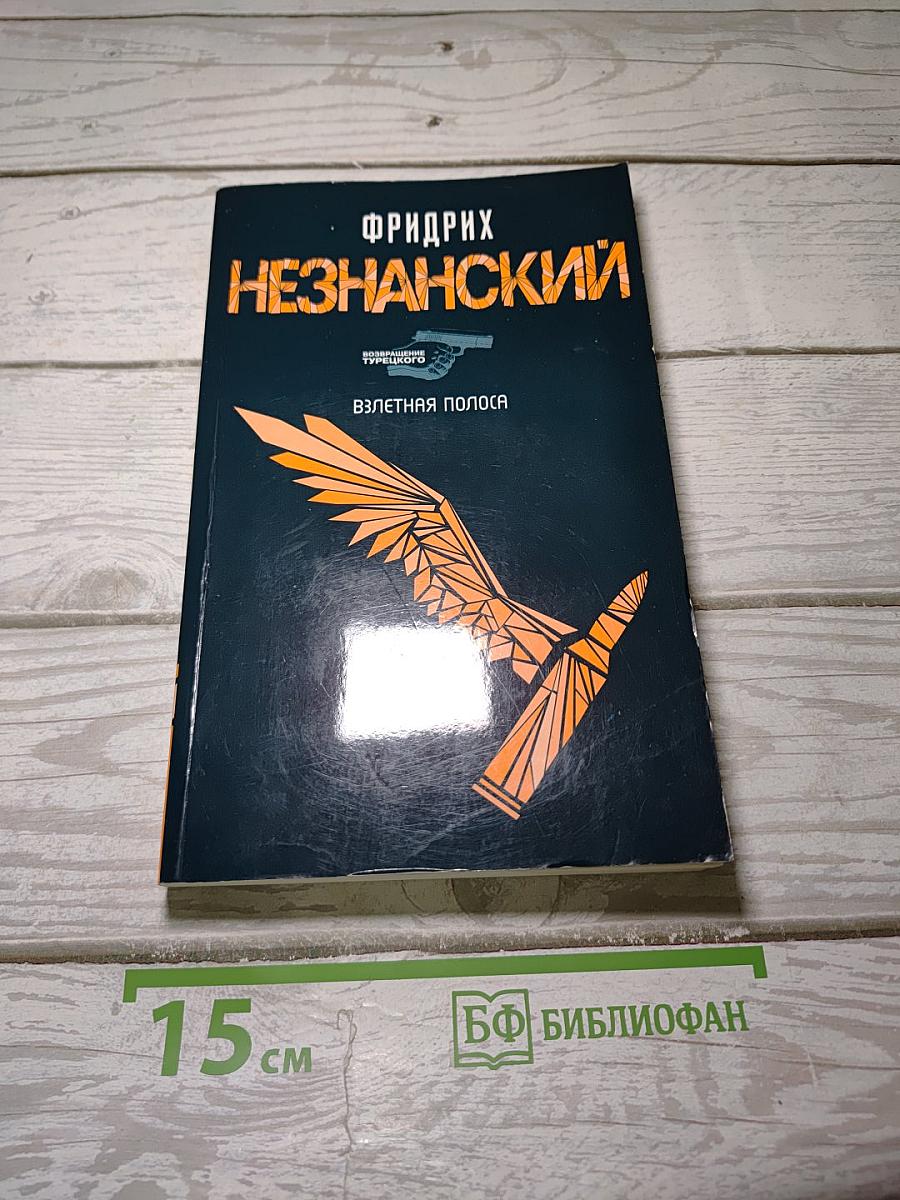 ФРИДРИХ
НЕЗНАНСКИЙ
ВОЗВРАЩЕНИЕ
ТУРЕЦКОГО
ВЗЛЕТНАЯ ПОЛОСА
15 см
БФ БИБЛИОФАН